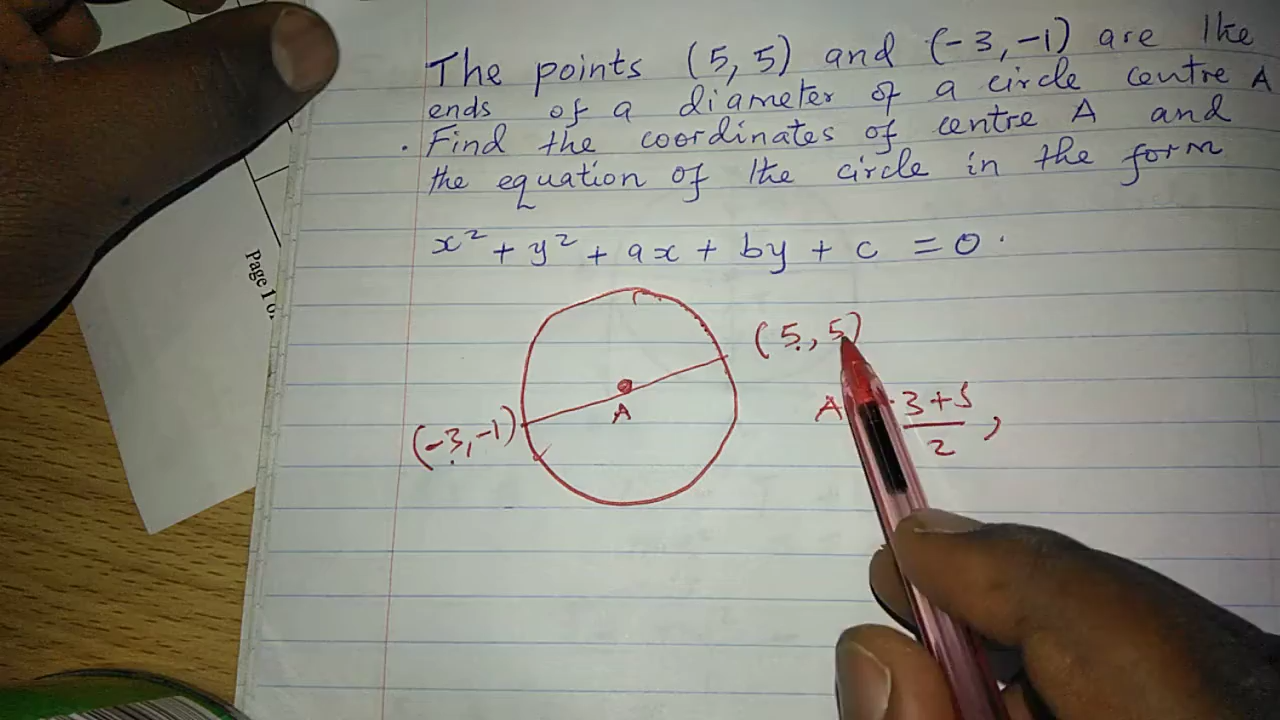 The points (5, 5) and (-3, -1) are the
ends of a diameter of a circle centre A
. Find the coordinates of centre A and
the equation of the circle in the form
x² + y² + ax + by + c = 0.
(5, 5)
A
(-3, -1)
A -3+5/2 ,
Page 1 o